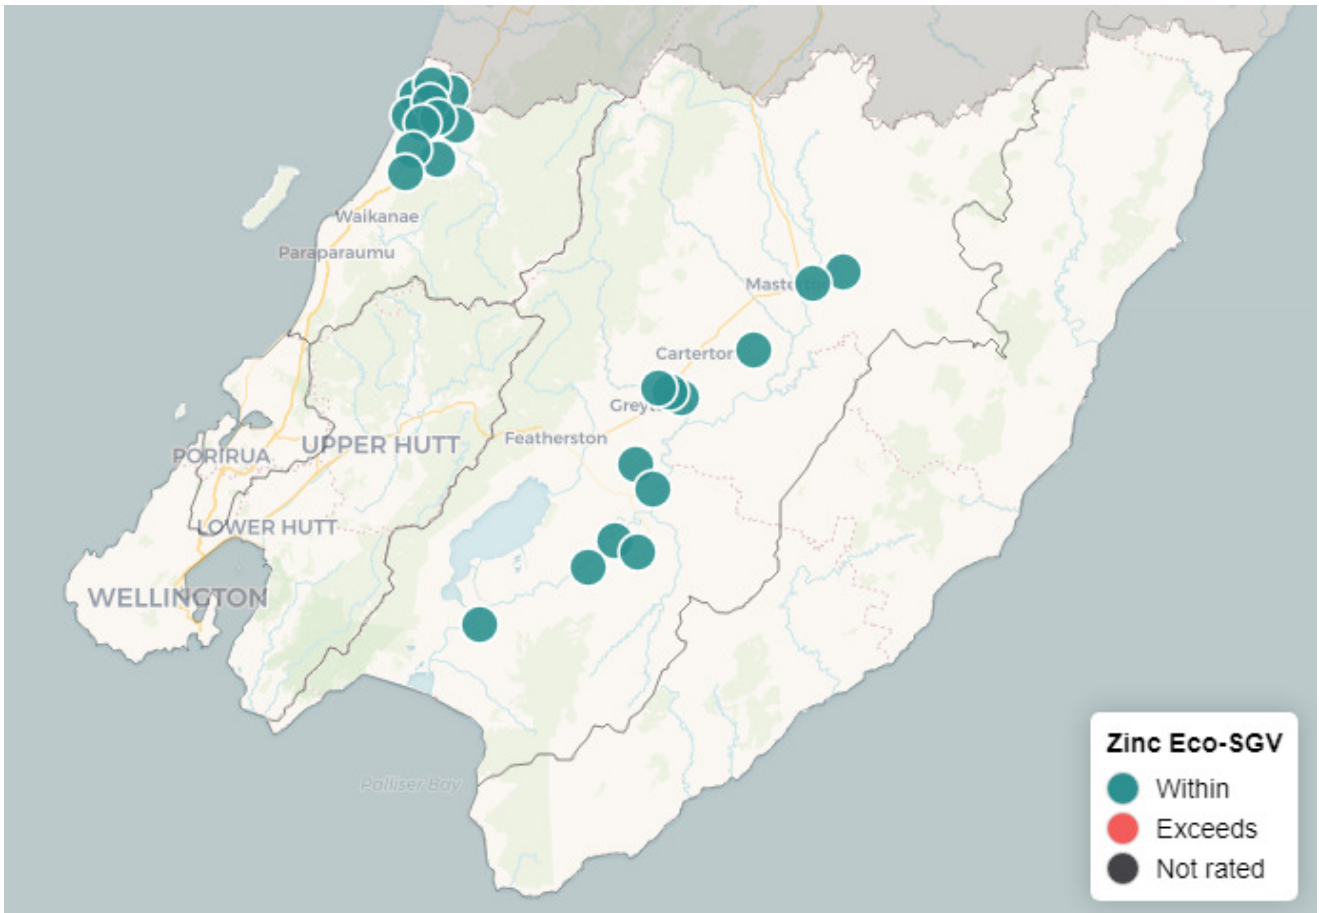 Waikanae
Paraparaumu
Carterton
Featherston
UPPER HUTT
PORIRUA
LOWER HUTT
WELLINGTON
Palliser Bay
Zinc Eco-SGV
Within
Exceeds
Not rated